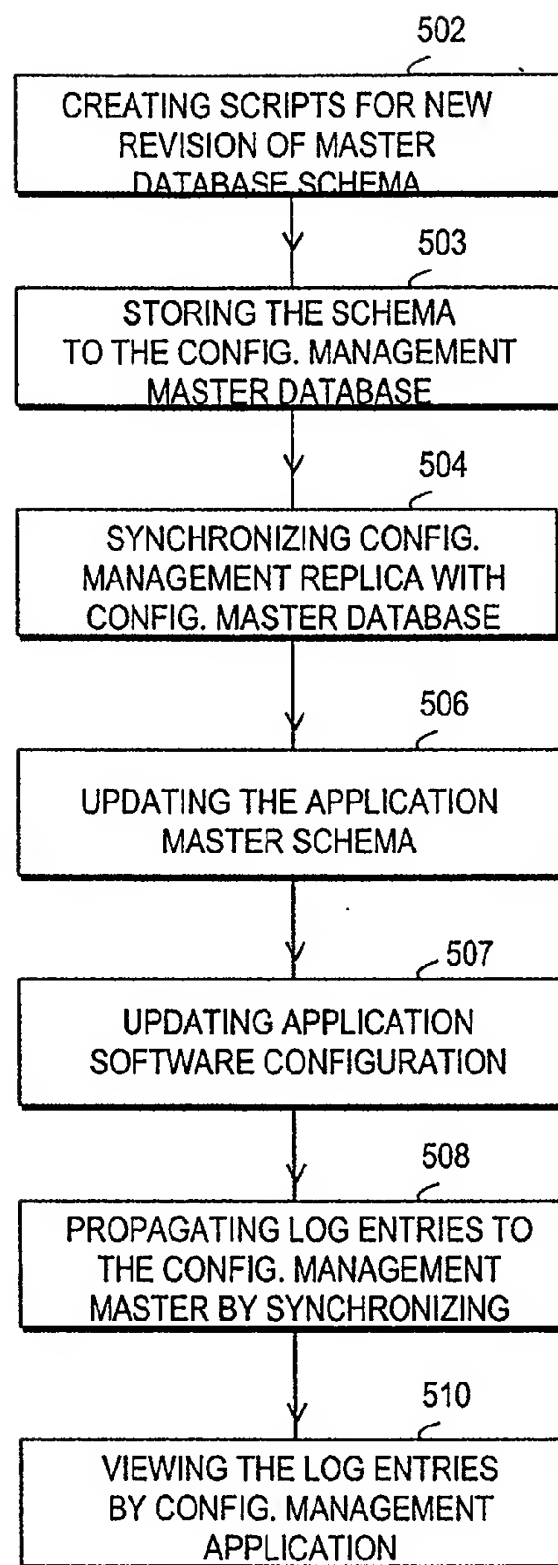 502
CREATING SCRIPTS FOR NEW
REVISION OF MASTER
DATABASE SCHEMA
503
STORING THE SCHEMA
TO THE CONFIG. MANAGEMENT
MASTER DATABASE
504
SYNCHRONIZING CONFIG.
MANAGEMENT REPLICA WITH
CONFIG. MASTER DATABASE
506
UPDATING THE APPLICATION
MASTER SCHEMA
507
UPDATING APPLICATION
SOFTWARE CONFIGURATION
508
PROPAGATING LOG ENTRIES TO
THE CONFIG. MANAGEMENT
MASTER BY SYNCHRONIZING
510
VIEWING THE LOG ENTRIES
BY CONFIG. MANAGEMENT
APPLICATION